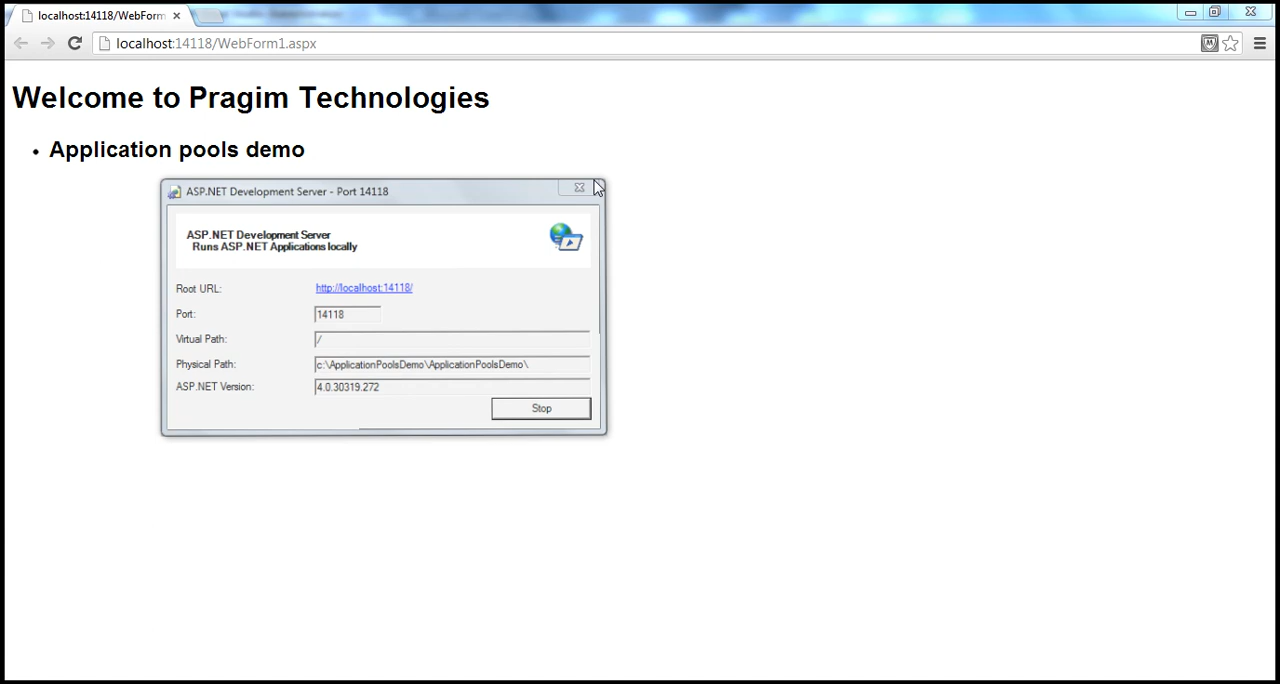 localhost:14118/WebForm
localhost:14118/WebForm1.aspx
Welcome to Pragim Technologies
• Application pools demo
ASP.NET Development Server - Port 14118
ASP.NET Development Server
Runs ASP.NET Applications locally
Root URL: http://localhost:14118/
Port: 14118
Virtual Path: /
Physical Path: c:\ApplicationPoolsDemo\ApplicationPoolsDemo\
ASP.NET Version: 4.0.30319.272
Stop